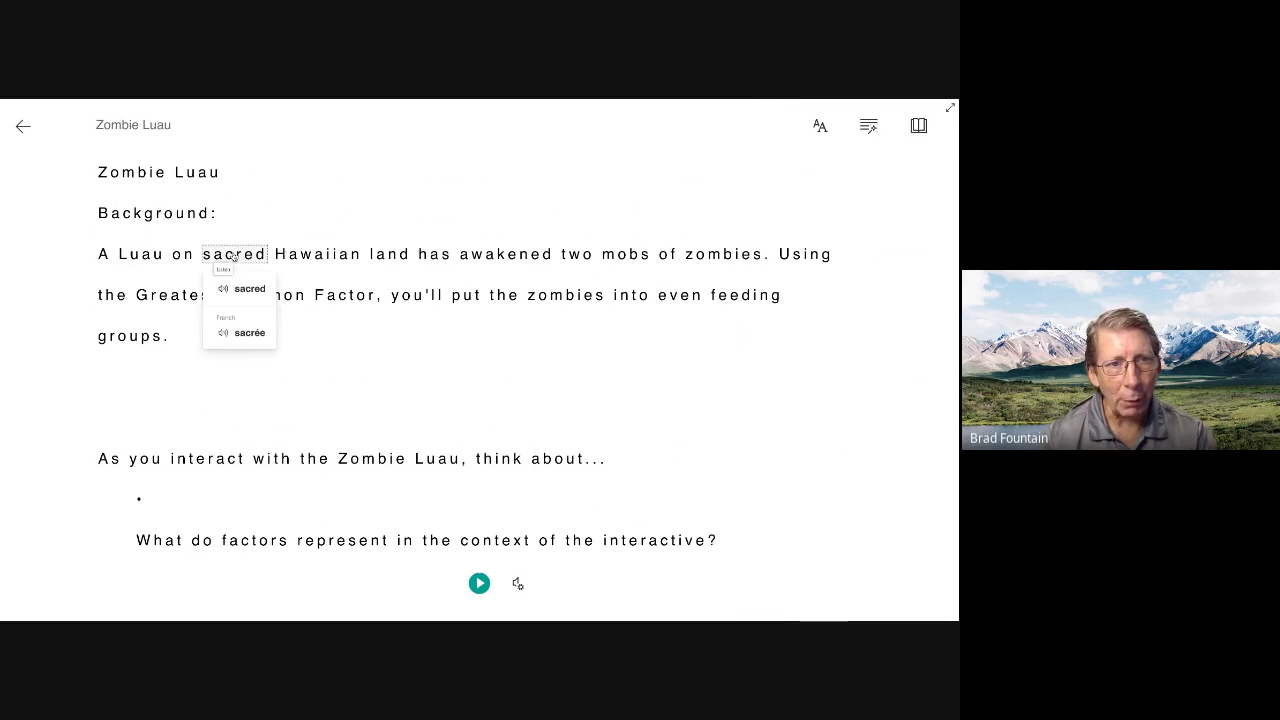 Zombie Luau
Zombie Luau
Background:
A Luau on sacred Hawaiian land has awakened two mobs of zombies. Using
Listen
sacred
the Greates non Factor, you'll put the zombies into even feeding
French
sacrée
groups.
As you interact with the Zombie Luau, think about...
•
What do factors represent in the context of the interactive?
Brad Fountain